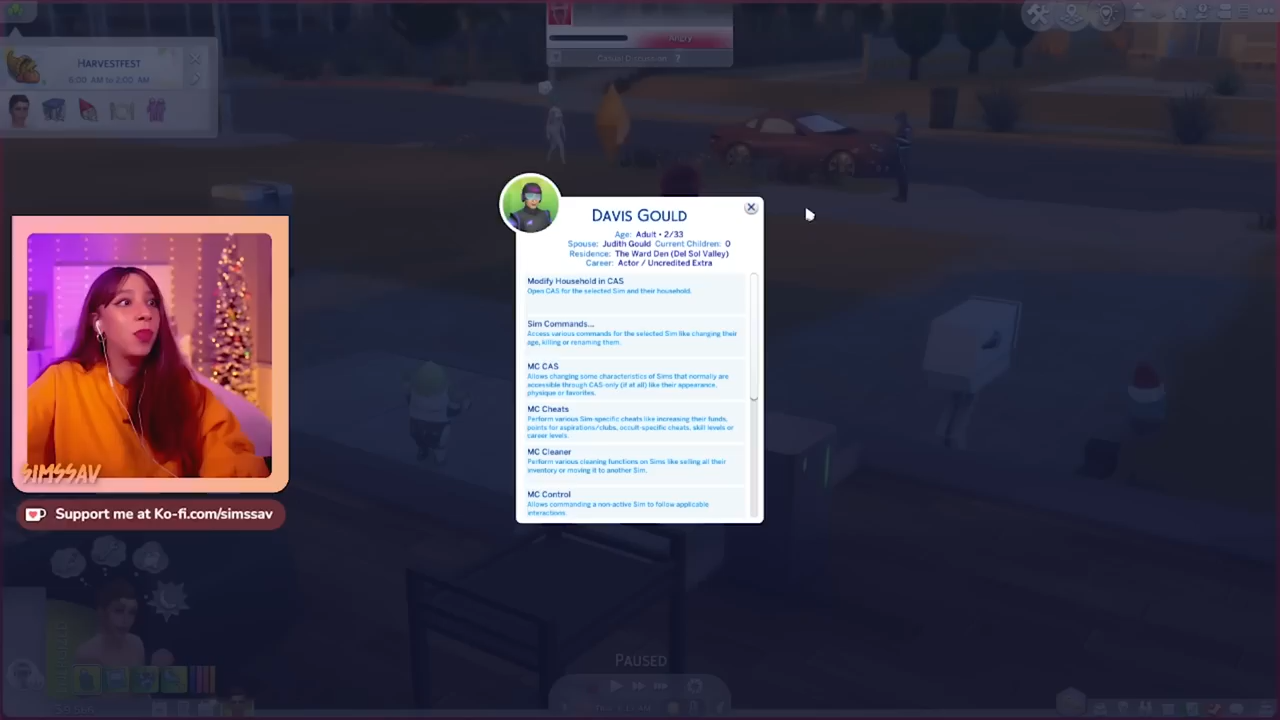 HARVESTFEST
6:00 AM to 2:00 AM
ANGRY
Casual Discussion ?
DAVIS GOULD
Age: Adult • 2/33
Spouse: Judith Gould Current Children: 0
Residence: The Ward Den (Del Sol Valley)
Career: Actor / Uncredited Extra
Modify Household in CAS
Open CAS for the selected Sim and their household.
Sim Commands...
Access various commands for the selected Sim like changing their
age, killing or renaming them.
MC CAS
Allows changing some characteristics of Sims that normally are
accessible through CAS-only (if at all) like their appearance,
physique or favorites.
MC Cheats
Perform various Sim specific cheats like increasing their funds,
points for aspirations/clubs, occult-specific cheats, skill levels or
career levels.
MC Cleaner
Perform various cleaning functions on Sims like selling all their
inventory or moving it to another Sim.
MC Control
Allows commanding a non-active Sim to follow applicable
interactions.
SIMSSAV
Support me at Ko-fi.com/simssav
PAUSED